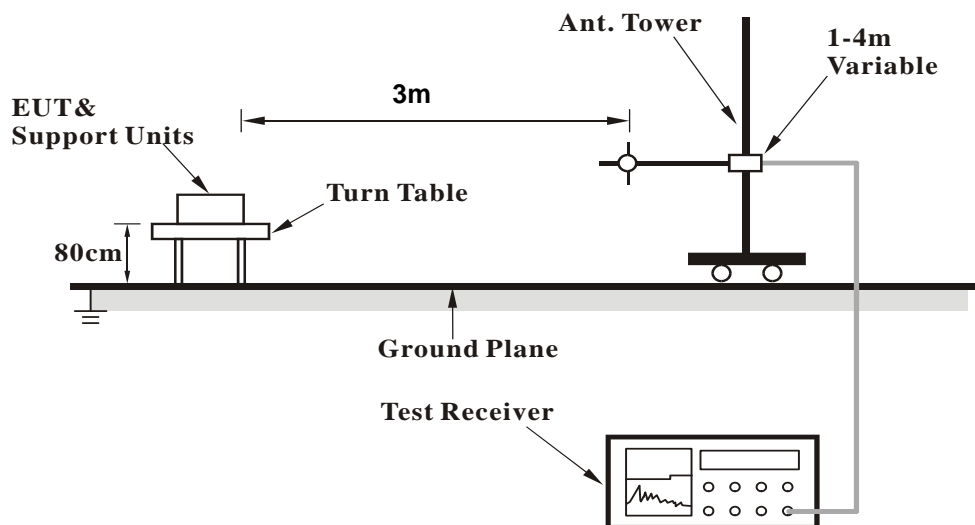 Ant. Tower
1-4m
Variable
3m
EUT&
Support Units
Turn Table
80cm
Ground Plane
Test Receiver